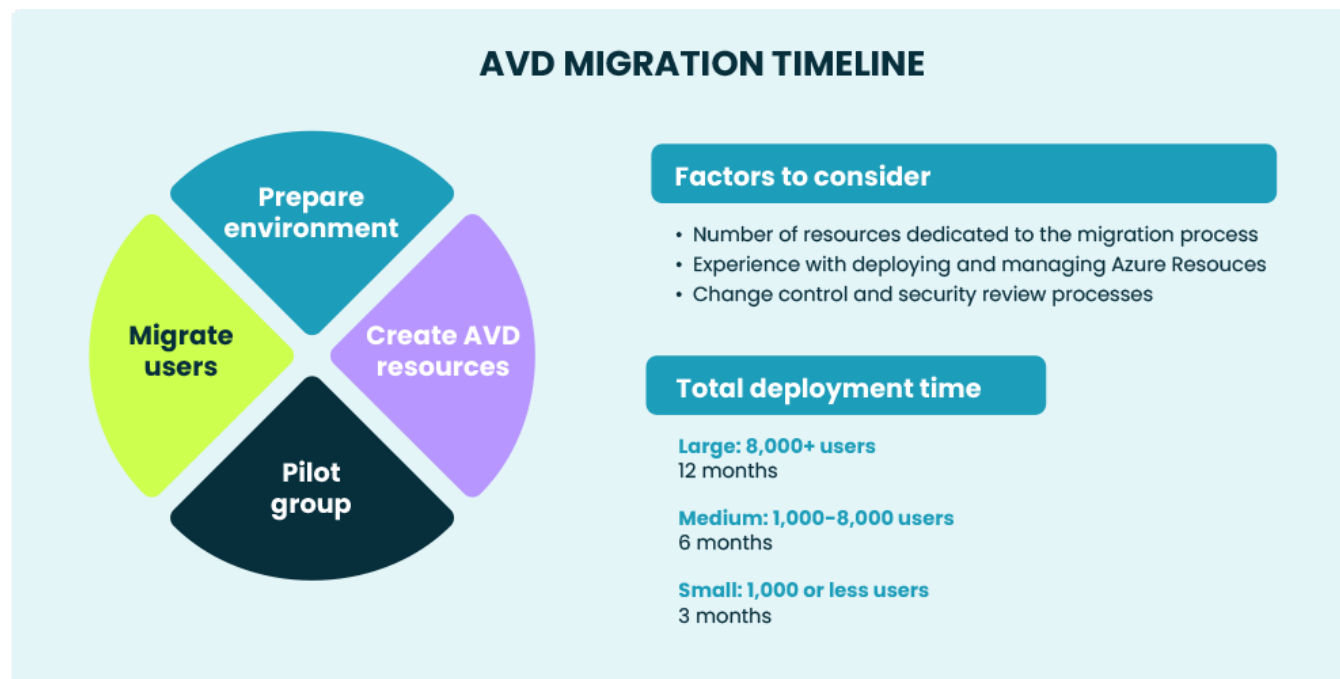 AVD MIGRATION TIMELINE
Prepare
environment
Create AVD
resources
Pilot
group
Migrate
users
Factors to consider
• Number of resources dedicated to the migration process
• Experience with deploying and managing Azure Resouces
• Change control and security review processes
Total deployment time
Large: 8,000+ users
12 months
Medium: 1,000-8,000 users
6 months
Small: 1,000 or less users
3 months